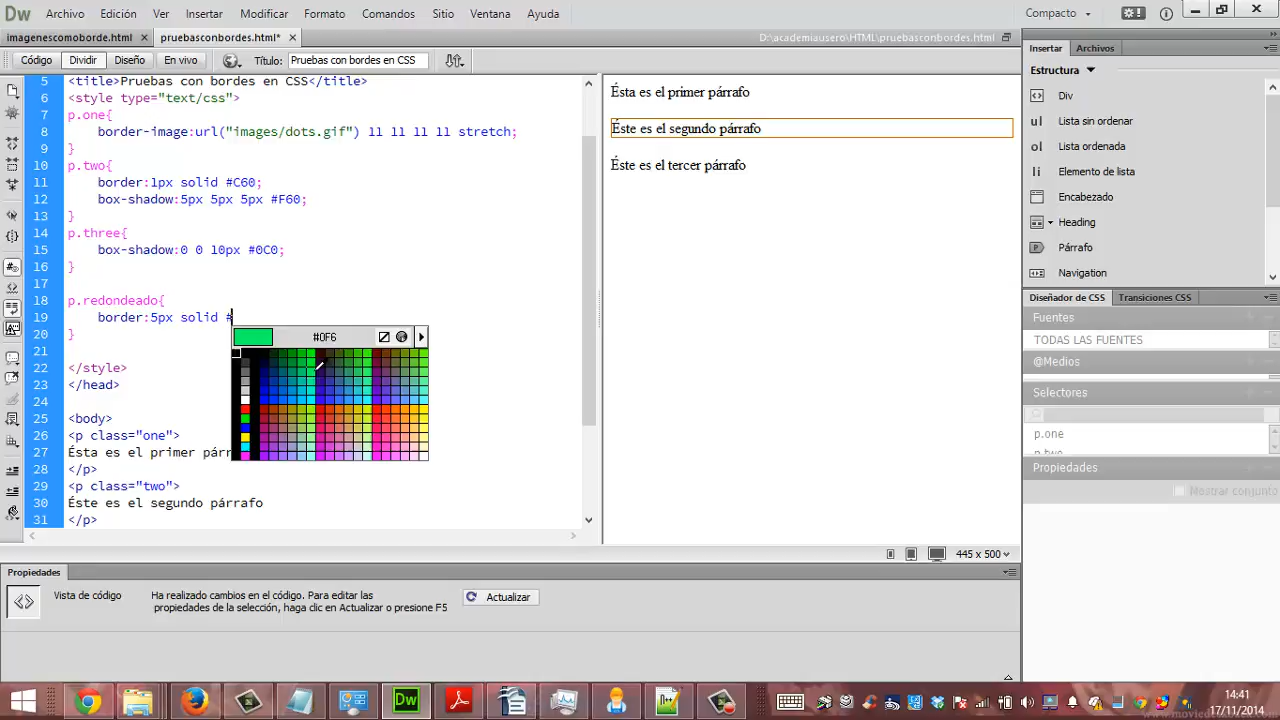 Dw Archivo Edición Ver Insertar Modificar Formato Comandos Sitio Ventana Ayuda Compacto
imagenescomoborde.html × pruebasconbordes.html* × D:\academiausero\HTML\pruebasconbordes.html
Código Dividir Diseño En vivo Título: Pruebas con bordes en CSS
5 <title>Pruebas con bordes en CSS</title>
6 <style type="text/css">
7 p.one{
8 border-image:url("images/dots.gif") 11 11 11 11 stretch;
9 }
10 p.two{
11 border:1px solid #C60;
12 box-shadow:5px 5px 5px #F60;
13 }
14 p.three{
15 box-shadow:0 0 10px #0C0;
16 }
17
18 p.redondeado{
19 border:5px solid #
20 }
21
22 </style>
23 </head>
24
25 <body>
26 <p class="one">
27 Ésta es el primer párr
28 </p>
29 <p class="two">
30 Éste es el segundo párrafo
31 </p>
#0F6
Ésta es el primer párrafo
Éste es el segundo párrafo
Éste es el tercer párrafo
445 x 500
Insertar Archivos
Estructura
Div
ul Lista sin ordenar
ol Lista ordenada
li Elemento de lista
Encabezado
Heading
Párrafo
Navigation
Diseñador de CSS Transiciones CSS
Fuentes
TODAS LAS FUENTES
@Medios
Selectores
p.one
p.two
Propiedades
Mostrar conjunto
Propiedades
Vista de código
Ha realizado cambios en el código. Para editar las
propiedades de la selección, haga clic en Actualizar o presione F5
Actualizar
Dw
14:41
17/11/2014